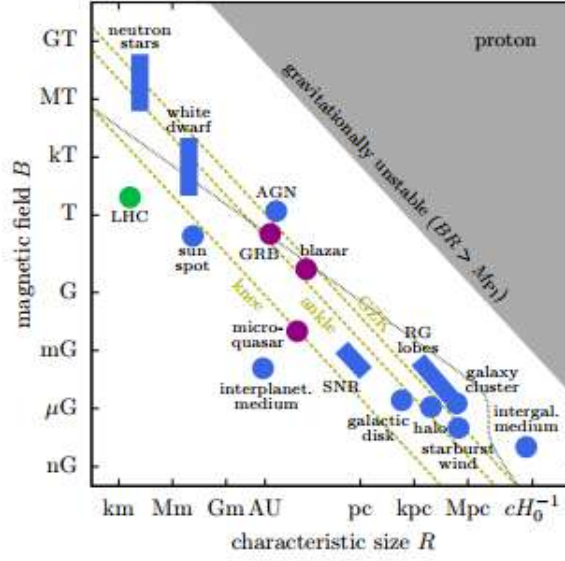 GT
MT
kT
T
G
mG
μG
nG
magnetic field B
neutron
stars
proton
white
dwarf
gravitationally unstable (BR > M_Pl)
AGN
LHC
sun
spot
GRB
blazar
knee
ankle
GZK
micro-
quasar
RG
lobes
interplanet.
medium
SNR
galaxy
cluster
galactic
disk
halo
starburst
wind
intergal.
medium
km
Mm
Gm
AU
pc
kpc
Mpc
cH₀⁻¹
characteristic size R